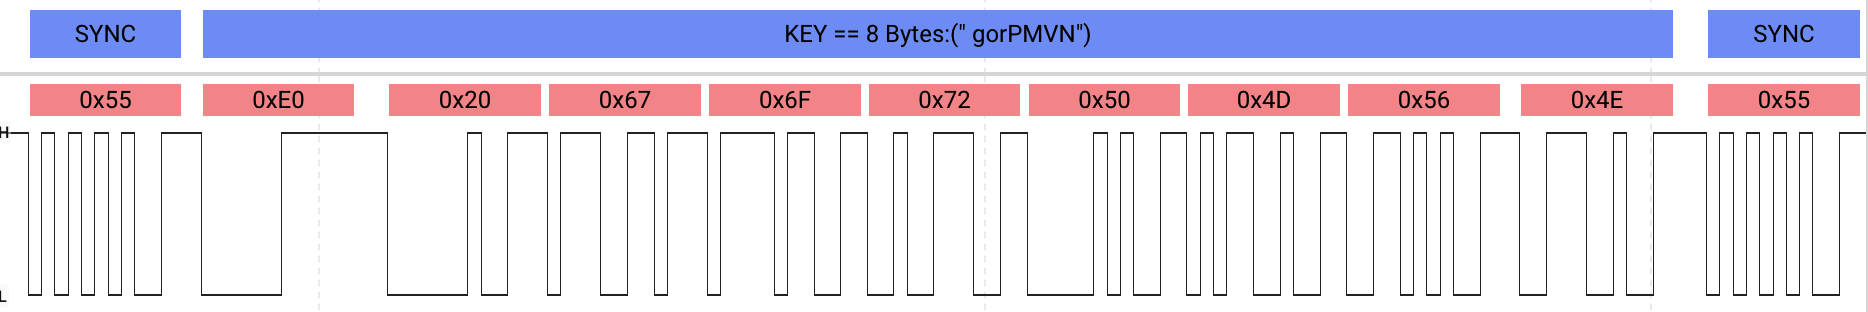 SYNC KEY == 8 Bytes:(" gorPMVN") SYNC
0x55 0xE0 0x20 0x67 0x6F 0x72 0x50 0x4D 0x56 0x4E 0x55
H
L